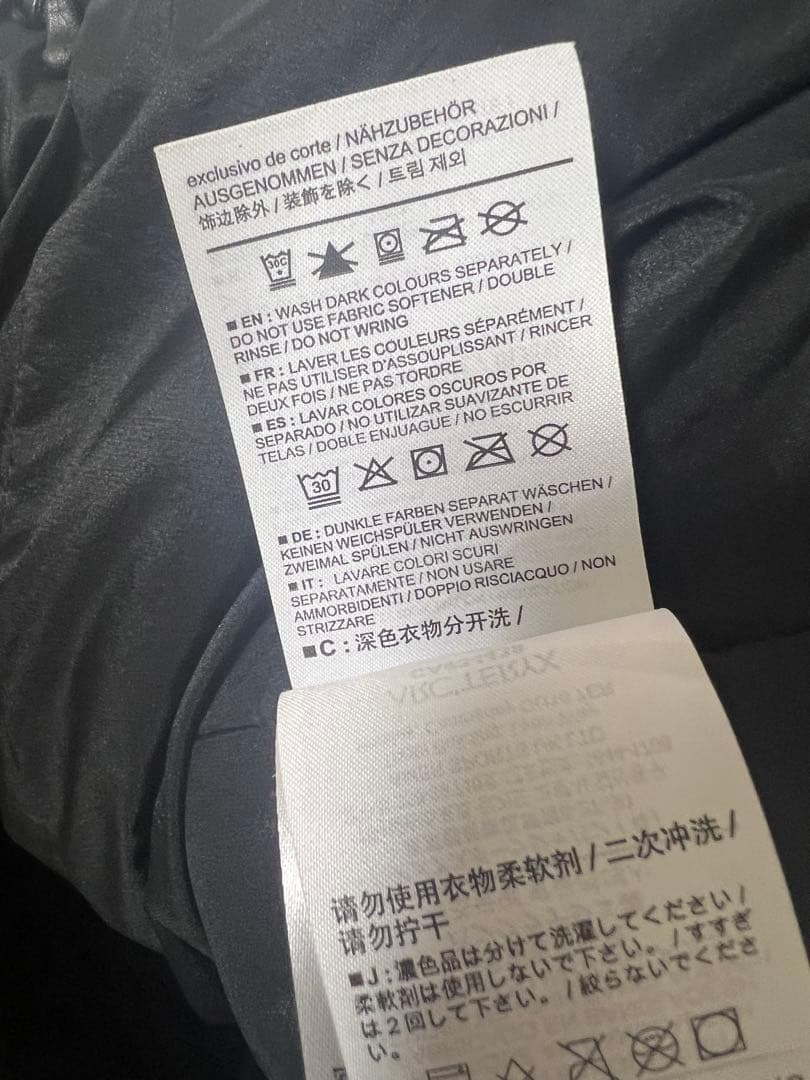 exclusivo de corte / NÄHZUBEHÖR
AUSGENOMMEN / SENZA DECORAZIONI /
饰边除外 / 装飾を除く / 트림 제외
30C
■ EN : WASH DARK COLOURS SEPARATELY /
DO NOT USE FABRIC SOFTENER / DOUBLE
RINSE / DO NOT WRING
■ FR : LAVER LES COULEURS SÉPARÉMENT /
NE PAS UTILISER D'ASSOUPLISSANT / RINCER
DEUX FOIS / NE PAS TORDRE
■ ES : LAVAR COLORES OSCUROS POR
SEPARADO / NO UTILIZAR SUAVIZANTE DE
TELAS / DOBLE ENJUAGUE / NO ESCURRIR
30
■ DE : DUNKLE FARBEN SEPARAT WÄSCHEN /
KEINEN WEICHSPÜLER VERWENDEN /
ZWEIMAL SPÜLEN / NICHT AUSWRINGEN
■ IT : LAVARE COLORI SCURI
SEPARATAMENTE / NON USARE
AMMORBIDENTI / DOPPIO RISCIACQUO / NON
STRIZZARE
■C : 深色衣物分开洗 /
ARC'TERYX
请勿使用衣物柔软剂 / 二次冲洗 /
请勿拧干
■J : 濃色品は分けて洗濯してください /
柔軟剤は使用しないで下さい。 / すすぎ
は2回して下さい。 / 絞らないでくださ
い。